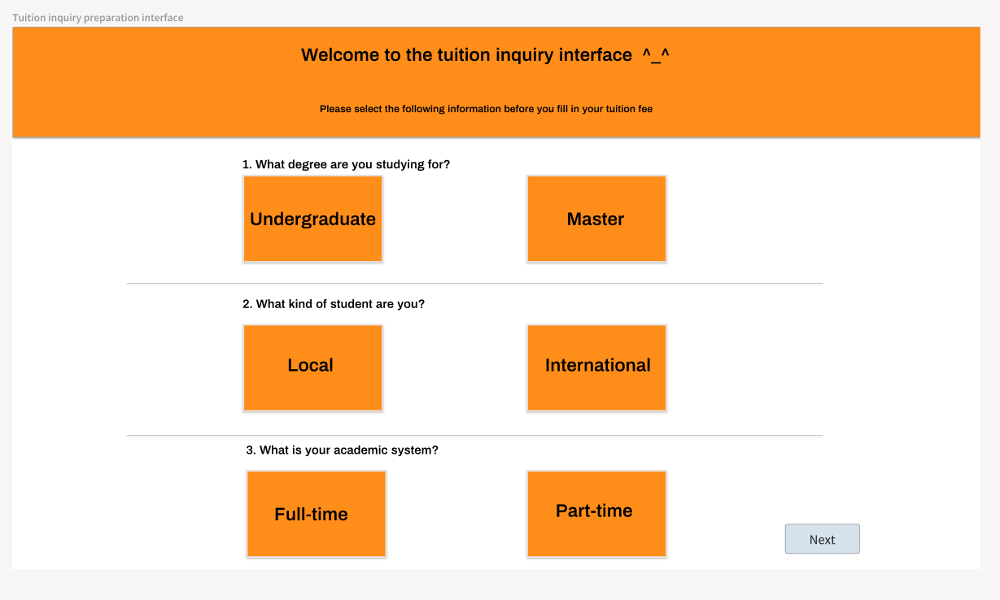 Tuition inquiry preparation interface
Welcome to the tuition inquiry interface ^_^
Please select the following information before you fill in your tuition fee
1. What degree are you studying for?
Undergraduate
Master
2. What kind of student are you?
Local
International
3. What is your academic system?
Full-time
Part-time
Next